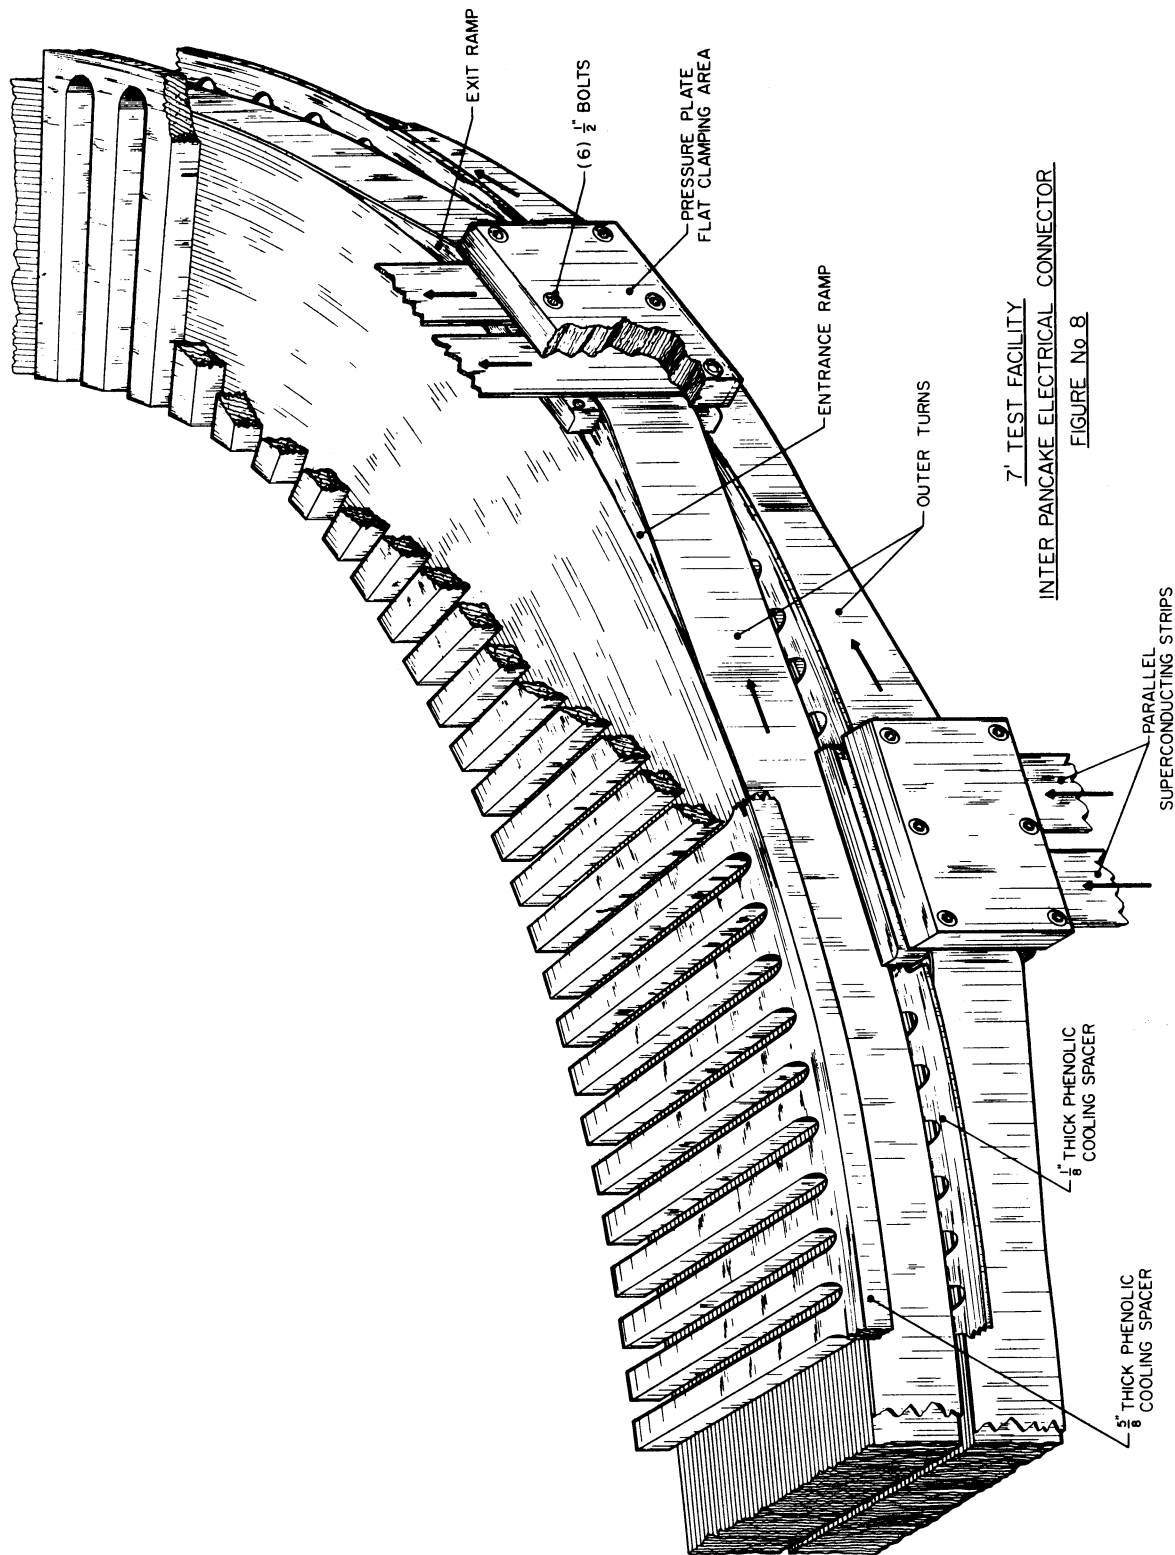 EXIT RAMP
(6) 1/2" BOLTS
PRESSURE PLATE
FLAT CLAMPING AREA
ENTRANCE RAMP
OUTER TURNS
7' TEST FACILITY
INTER PANCAKE ELECTRICAL CONNECTOR
FIGURE No 8
PARALLEL
SUPERCONDUCTING STRIPS
1/8" THICK PHENOLIC
COOLING SPACER
5/8" THICK PHENOLIC
COOLING SPACER